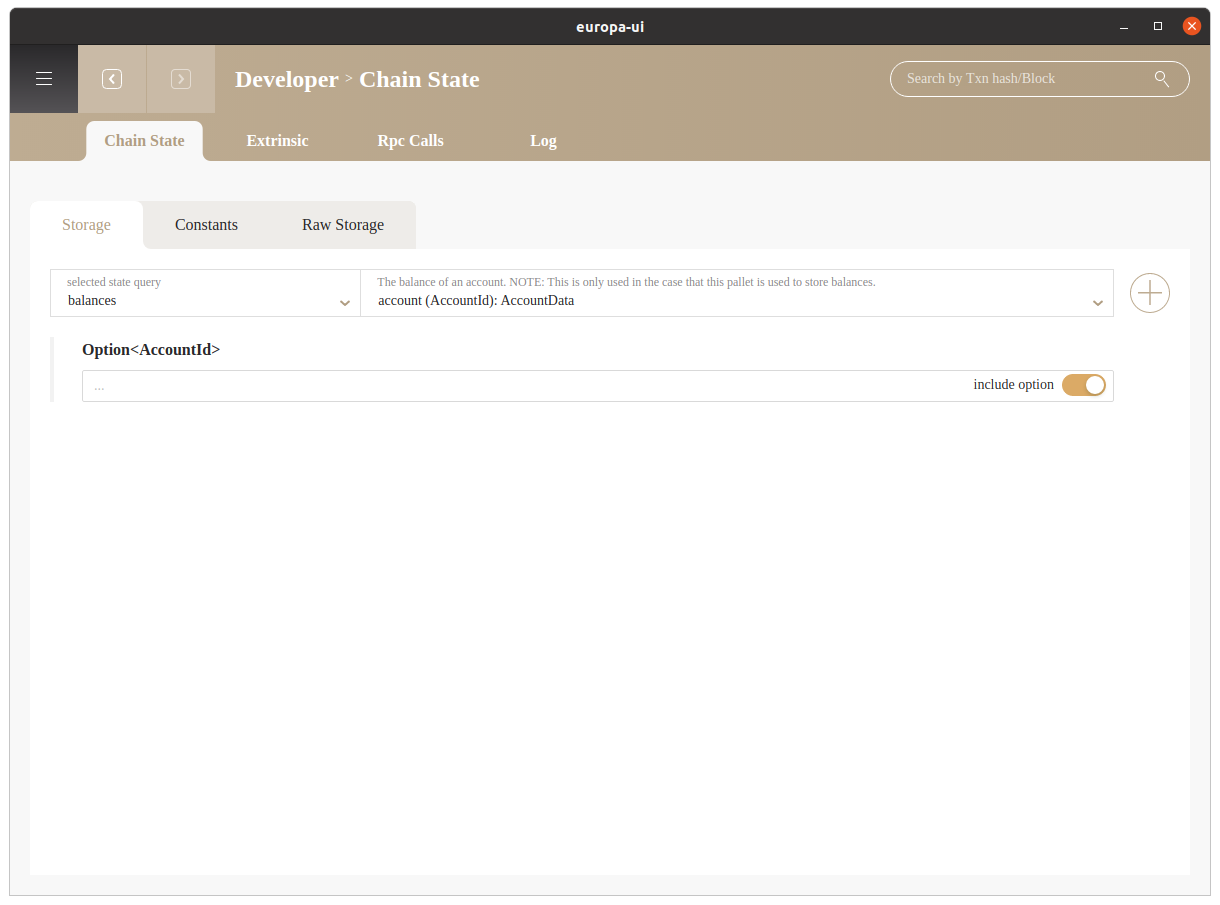 europa-ui
Developer > Chain State
Search by Txn hash/Block
Chain State
Extrinsic
Rpc Calls
Log
Storage
Constants
Raw Storage
selected state query
balances
The balance of an account. NOTE: This is only used in the case that this pallet is used to store balances.
account (AccountId): AccountData
Option<AccountId>
...
include option